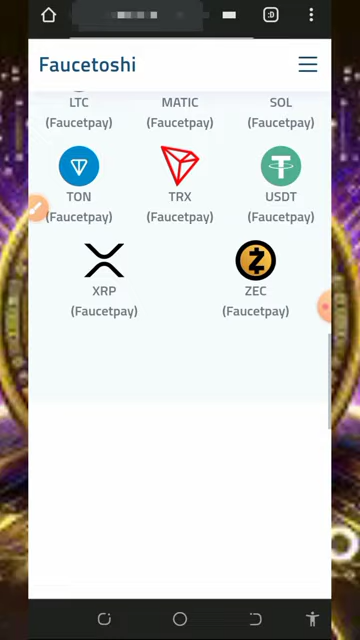 :D
Faucetoshi
LTC MATIC SOL
(Faucetpay) (Faucetpay) (Faucetpay)
TON TRX USDT
(Faucetpay) (Faucetpay) (Faucetpay)
XRP ZEC
(Faucetpay) (Faucetpay)